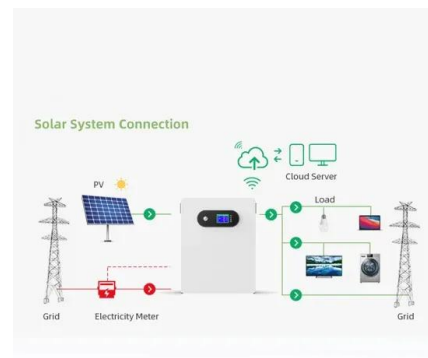 Solar System Connection
Cloud Server
PV
Load
Grid
Electricity Meter
Grid